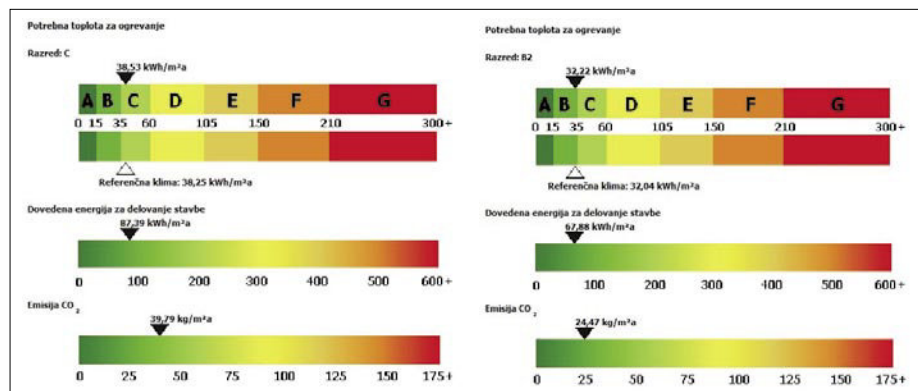 Potrebna toplota za ogrevanje
Razred: C
38,53 kWh/m²a
A B C D E F G
0 15 35 60 105 150 210 300+
Referenčna klima: 38,25 kWh/m²a
Dovedena energija za delovanje stavbe
87,39 kWh/m²a
0 100 200 300 400 500 600+
Emisija CO₂
39,79 kg/m²a
0 25 50 75 100 125 150 175+
Potrebna toplota za ogrevanje
Razred: B2
32,22 kWh/m²a
A B C D E F G
0 15 35 60 105 150 210 300+
Referenčna klima: 32,04 kWh/m²a
Dovedena energija za delovanje stavbe
67,88 kWh/m²a
0 100 200 300 400 500 600+
Emisija CO₂
24,47 kg/m²a
0 25 50 75 100 125 150 175+